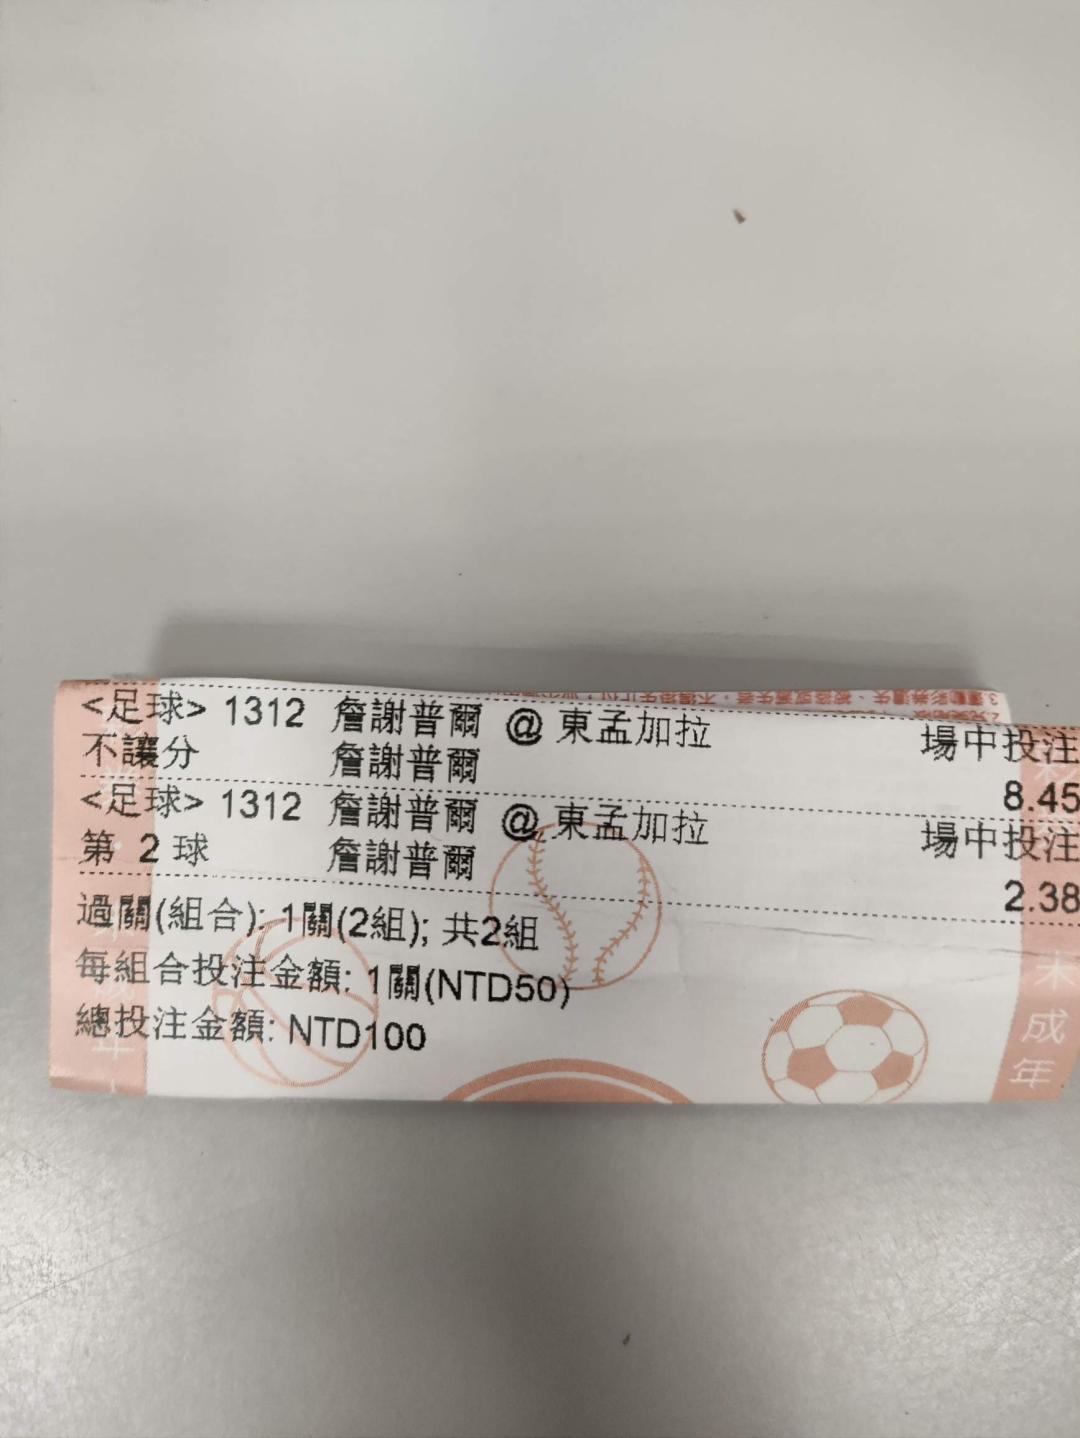 <足球> 1312 詹謝普爾 @ 東孟加拉 場中投注
不讓分 詹謝普爾 8.45
<足球> 1312 詹謝普爾 @ 東孟加拉 場中投注
第 2 球 詹謝普爾 2.38
過關(組合): 1關(2組); 共2組
每組合投注金額: 1關(NTD50)
總投注金額: NTD100
未成年